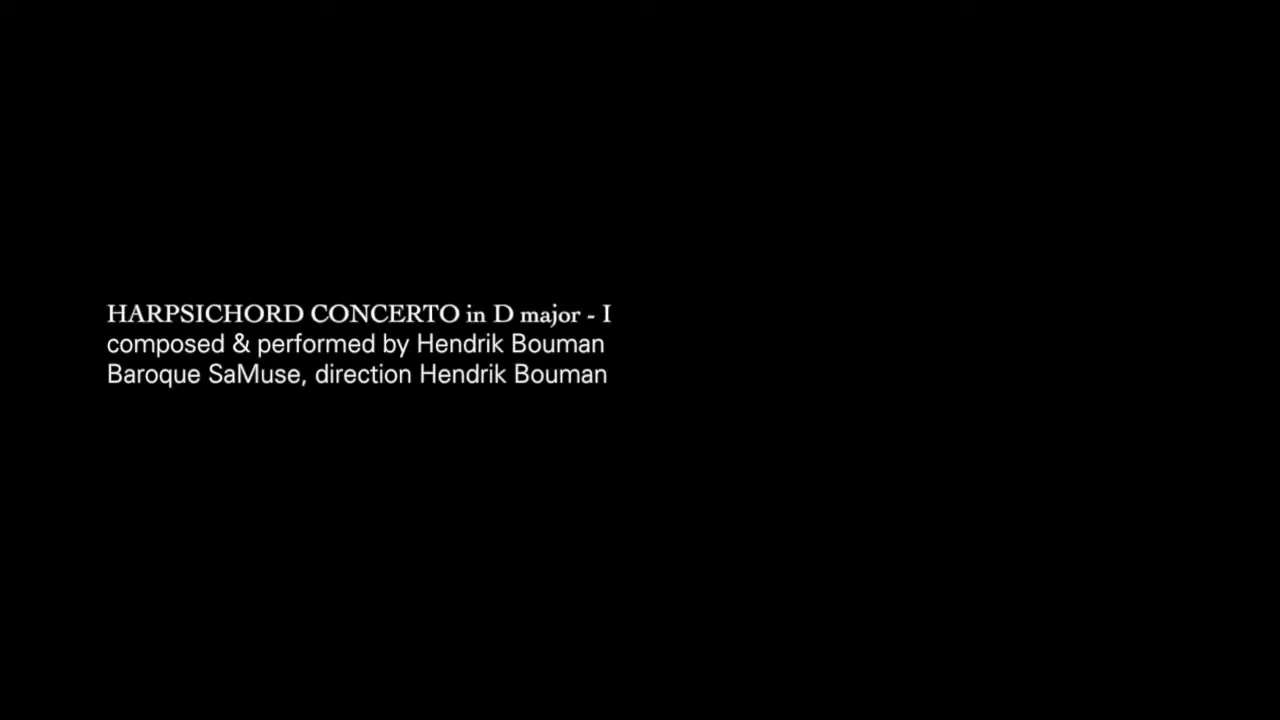 HARPSICHORD CONCERTO in D major - I
composed & performed by Hendrik Bouman
Baroque SaMuse, direction Hendrik Bouman